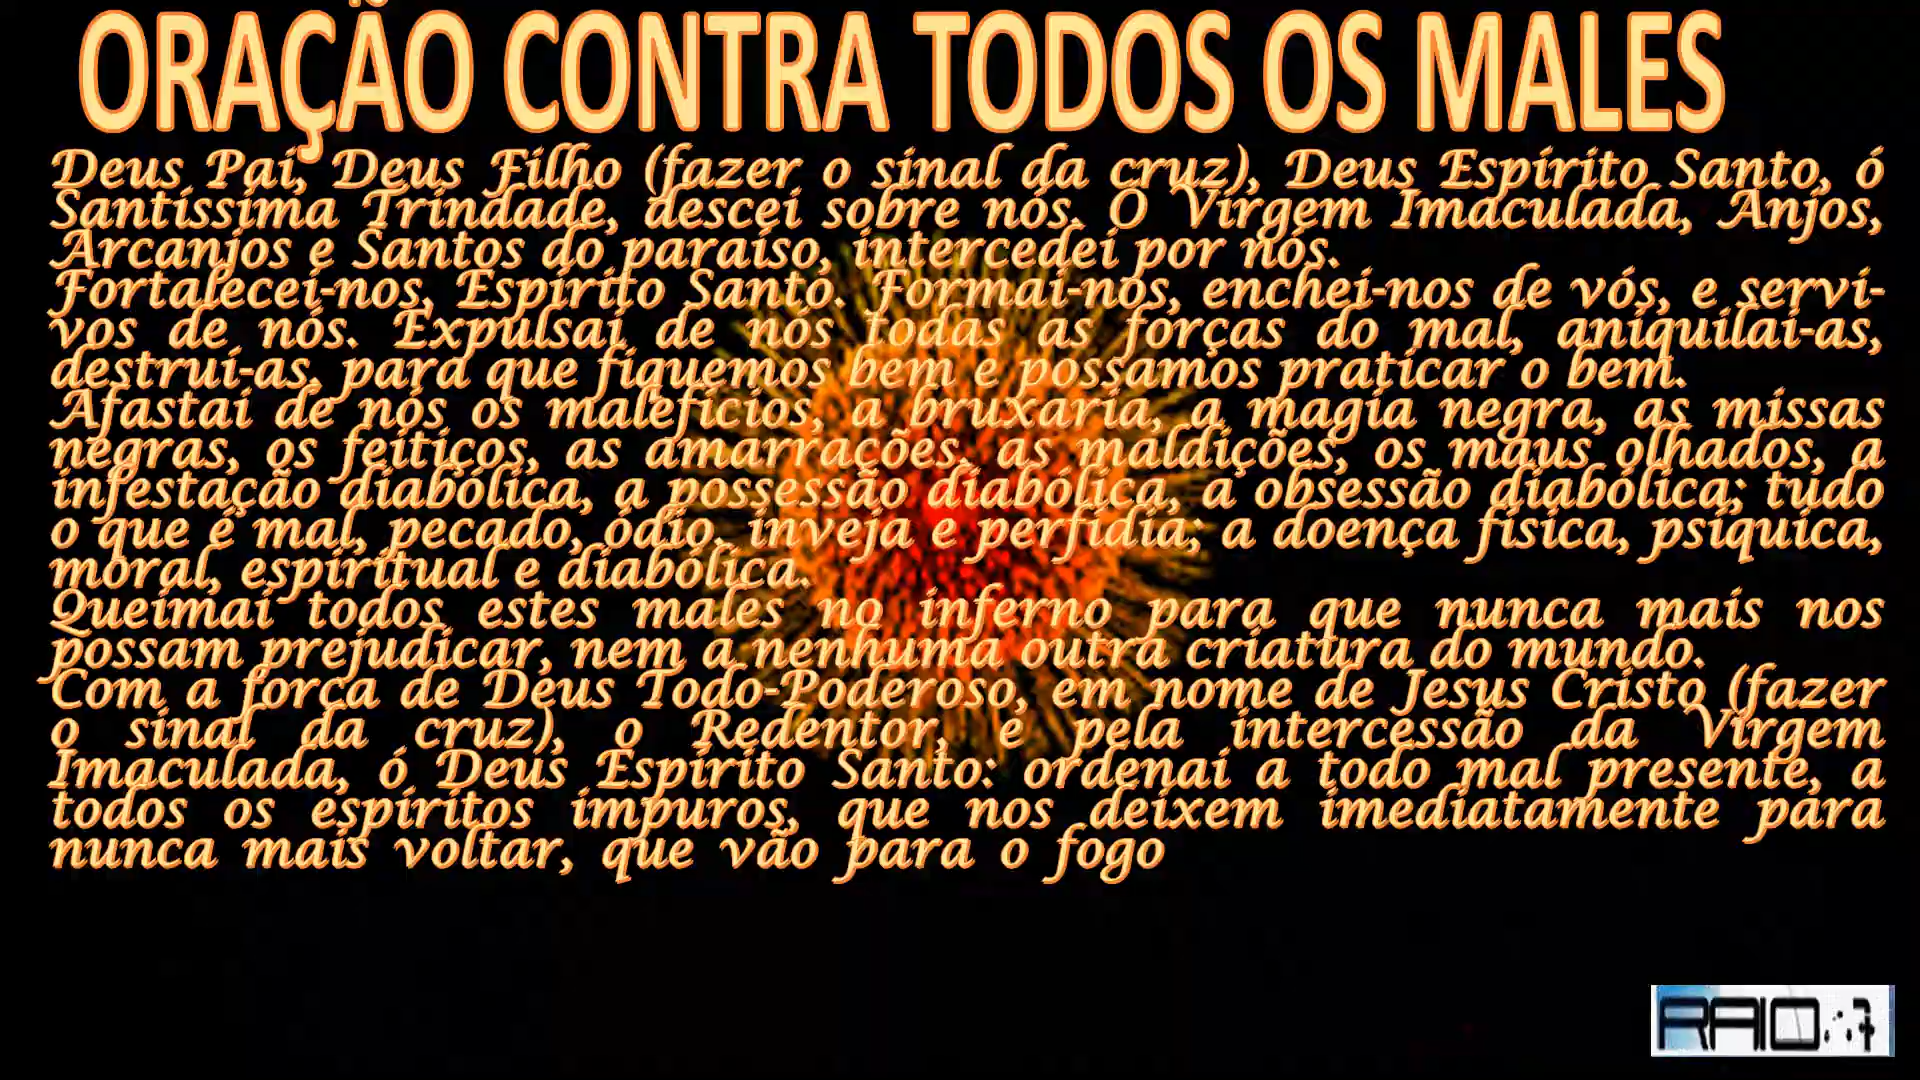 ORAÇÃO CONTRA TODOS OS MALES
Deus Pai, Deus Filho (fazer o sinal da cruz), Deus Espírito Santo, ó
Santíssima Trindade, descei sobre nós. Ó Virgem Imaculada, Anjos,
Arcanjos e Santos do paraíso, intercedei por nós.
Fortalecei-nos, Espírito Santo. Formai-nos, enchei-nos de vós, e servi-
vos de nós. Expulsai de nós todas as forças do mal, aniquilai-as,
destruí-as, para que fiquemos bem e possamos praticar o bem.
Afastai de nós os malefícios, a bruxaria, a magia negra, as missas
negras, os feitiços, as amarrações, as maldições, os maus olhados, a
infestação diabólica, a possessão diabólica, a obsessão diabólica; tudo
o que é mal, pecado, ódio, inveja e perfídia; a doença física, psíquica,
moral, espiritual e diabólica.
Queimai todos estes males no inferno para que nunca mais nos
possam prejudicar, nem a nenhuma outra criatura do mundo.
Com a força de Deus Todo-Poderoso, em nome de Jesus Cristo (fazer
o sinal da cruz), o Redentor, e pela intercessão da Virgem
Imaculada, ó Deus Espírito Santo: ordenai a todo mal presente, a
todos os espíritos impuros, que nos deixem imediatamente para
nunca mais voltar, que vão para o fogo
RAIO